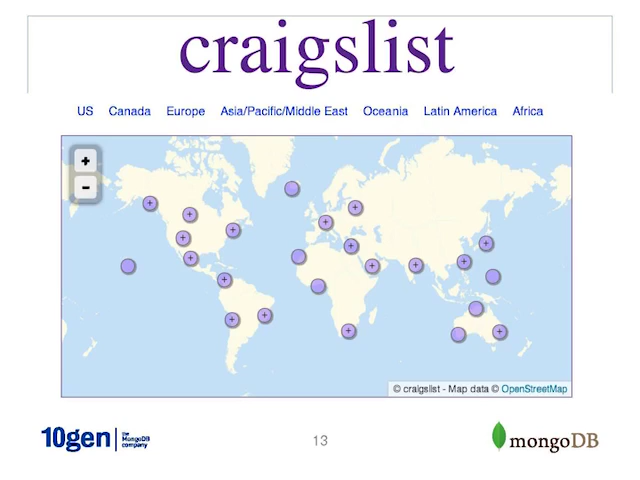 craigslist
US Canada Europe Asia/Pacific/Middle East Oceania Latin America Africa
+
-
© craigslist - Map data © OpenStreetMap
10gen the MongoDB company
13
mongoDB